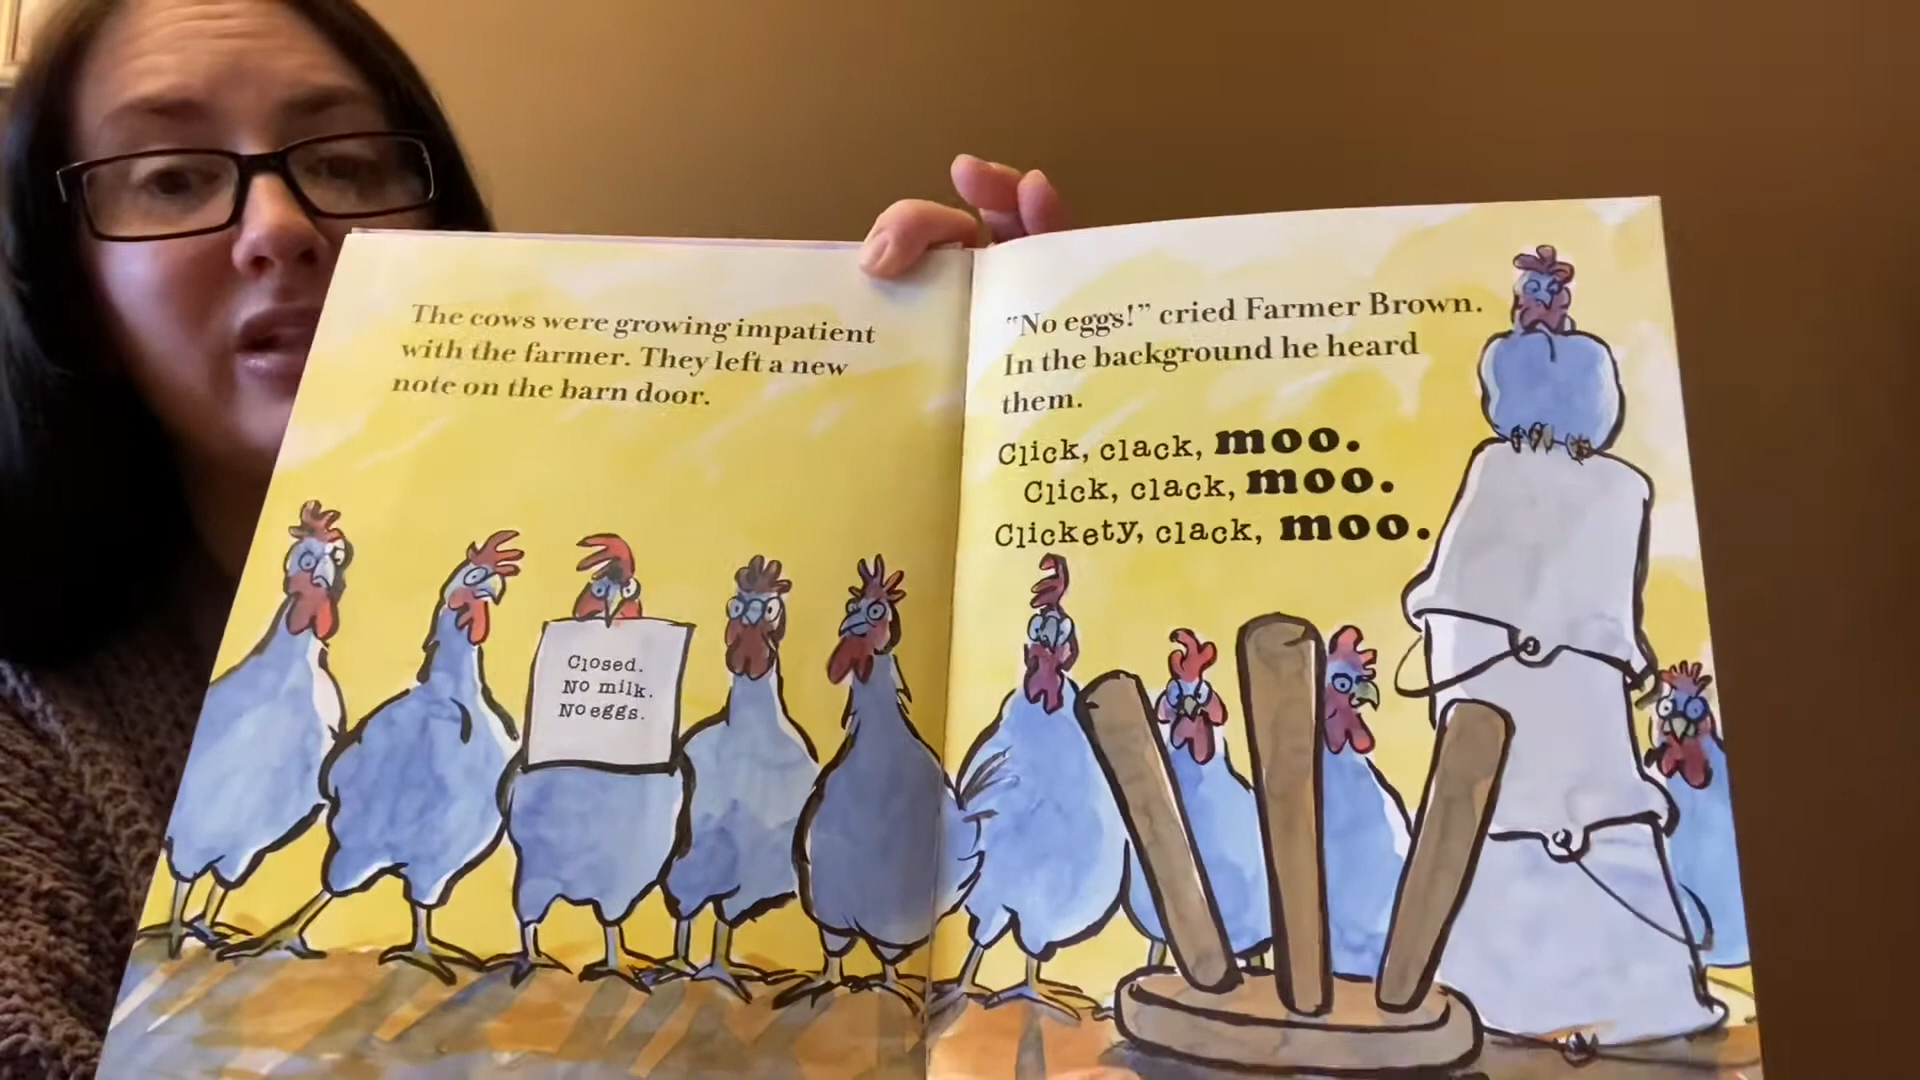 The cows were growing impatient
with the farmer. They left a new
note on the barn door.
Closed.
No milk.
No eggs.
“No eggs!” cried Farmer Brown.
In the background he heard
them.
Click, clack, moo.
Click, clack, moo.
Clickety, clack, moo.